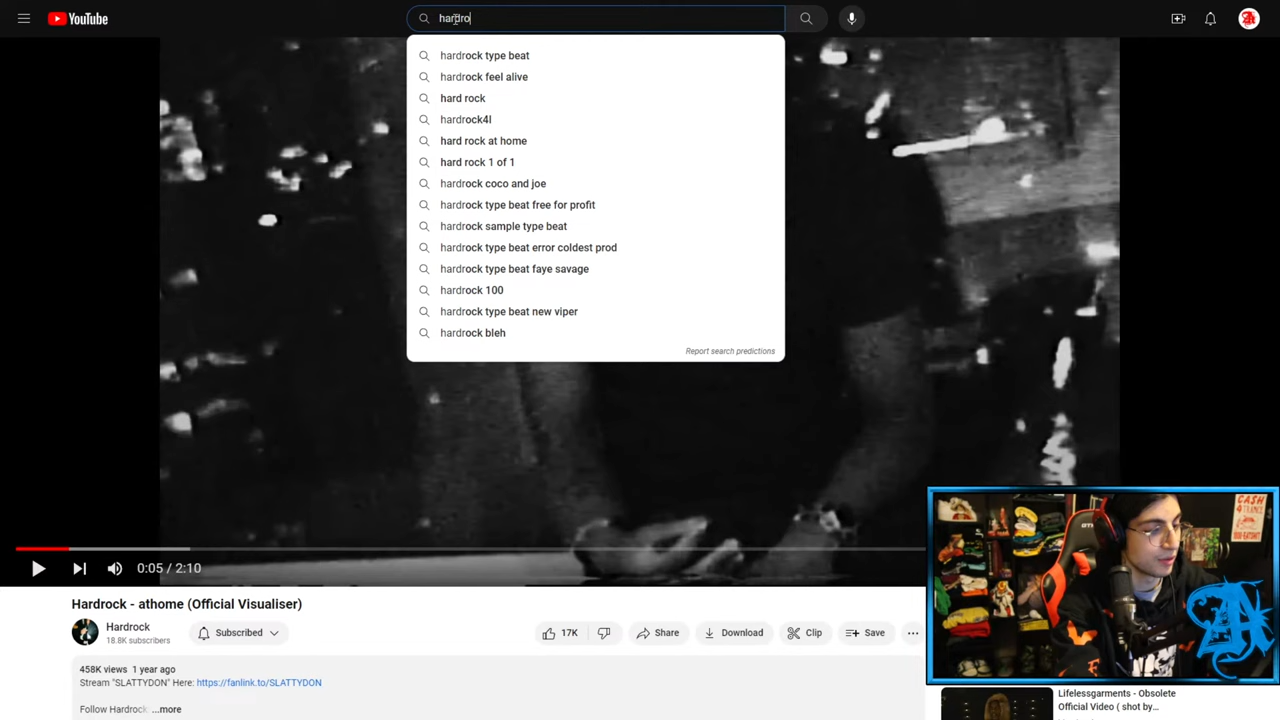 YouTube
hardro
hardrock type beat
hardrock feel alive
hard rock
hardrock4l
hard rock at home
hard rock 1 of 1
hardrock coco and joe
hardrock type beat free for profit
hardrock sample type beat
hardrock type beat error coldest prod
hardrock type beat faye savage
hardrock 100
hardrock type beat new viper
hardrock bleh
Report search predictions
0:05 / 2:10
Hardrock - athome (Official Visualiser)
Hardrock
18.8K subscribers
Subscribed
17K
Share
Download
Clip
Save
458K views 1 year ago
Stream "SLATTYDON" Here: https://fanlink.to/SLATTYDON
Follow Hardrock
...more
CASH
Lifelessgarments - Obsolete
Official Video ( shot by...